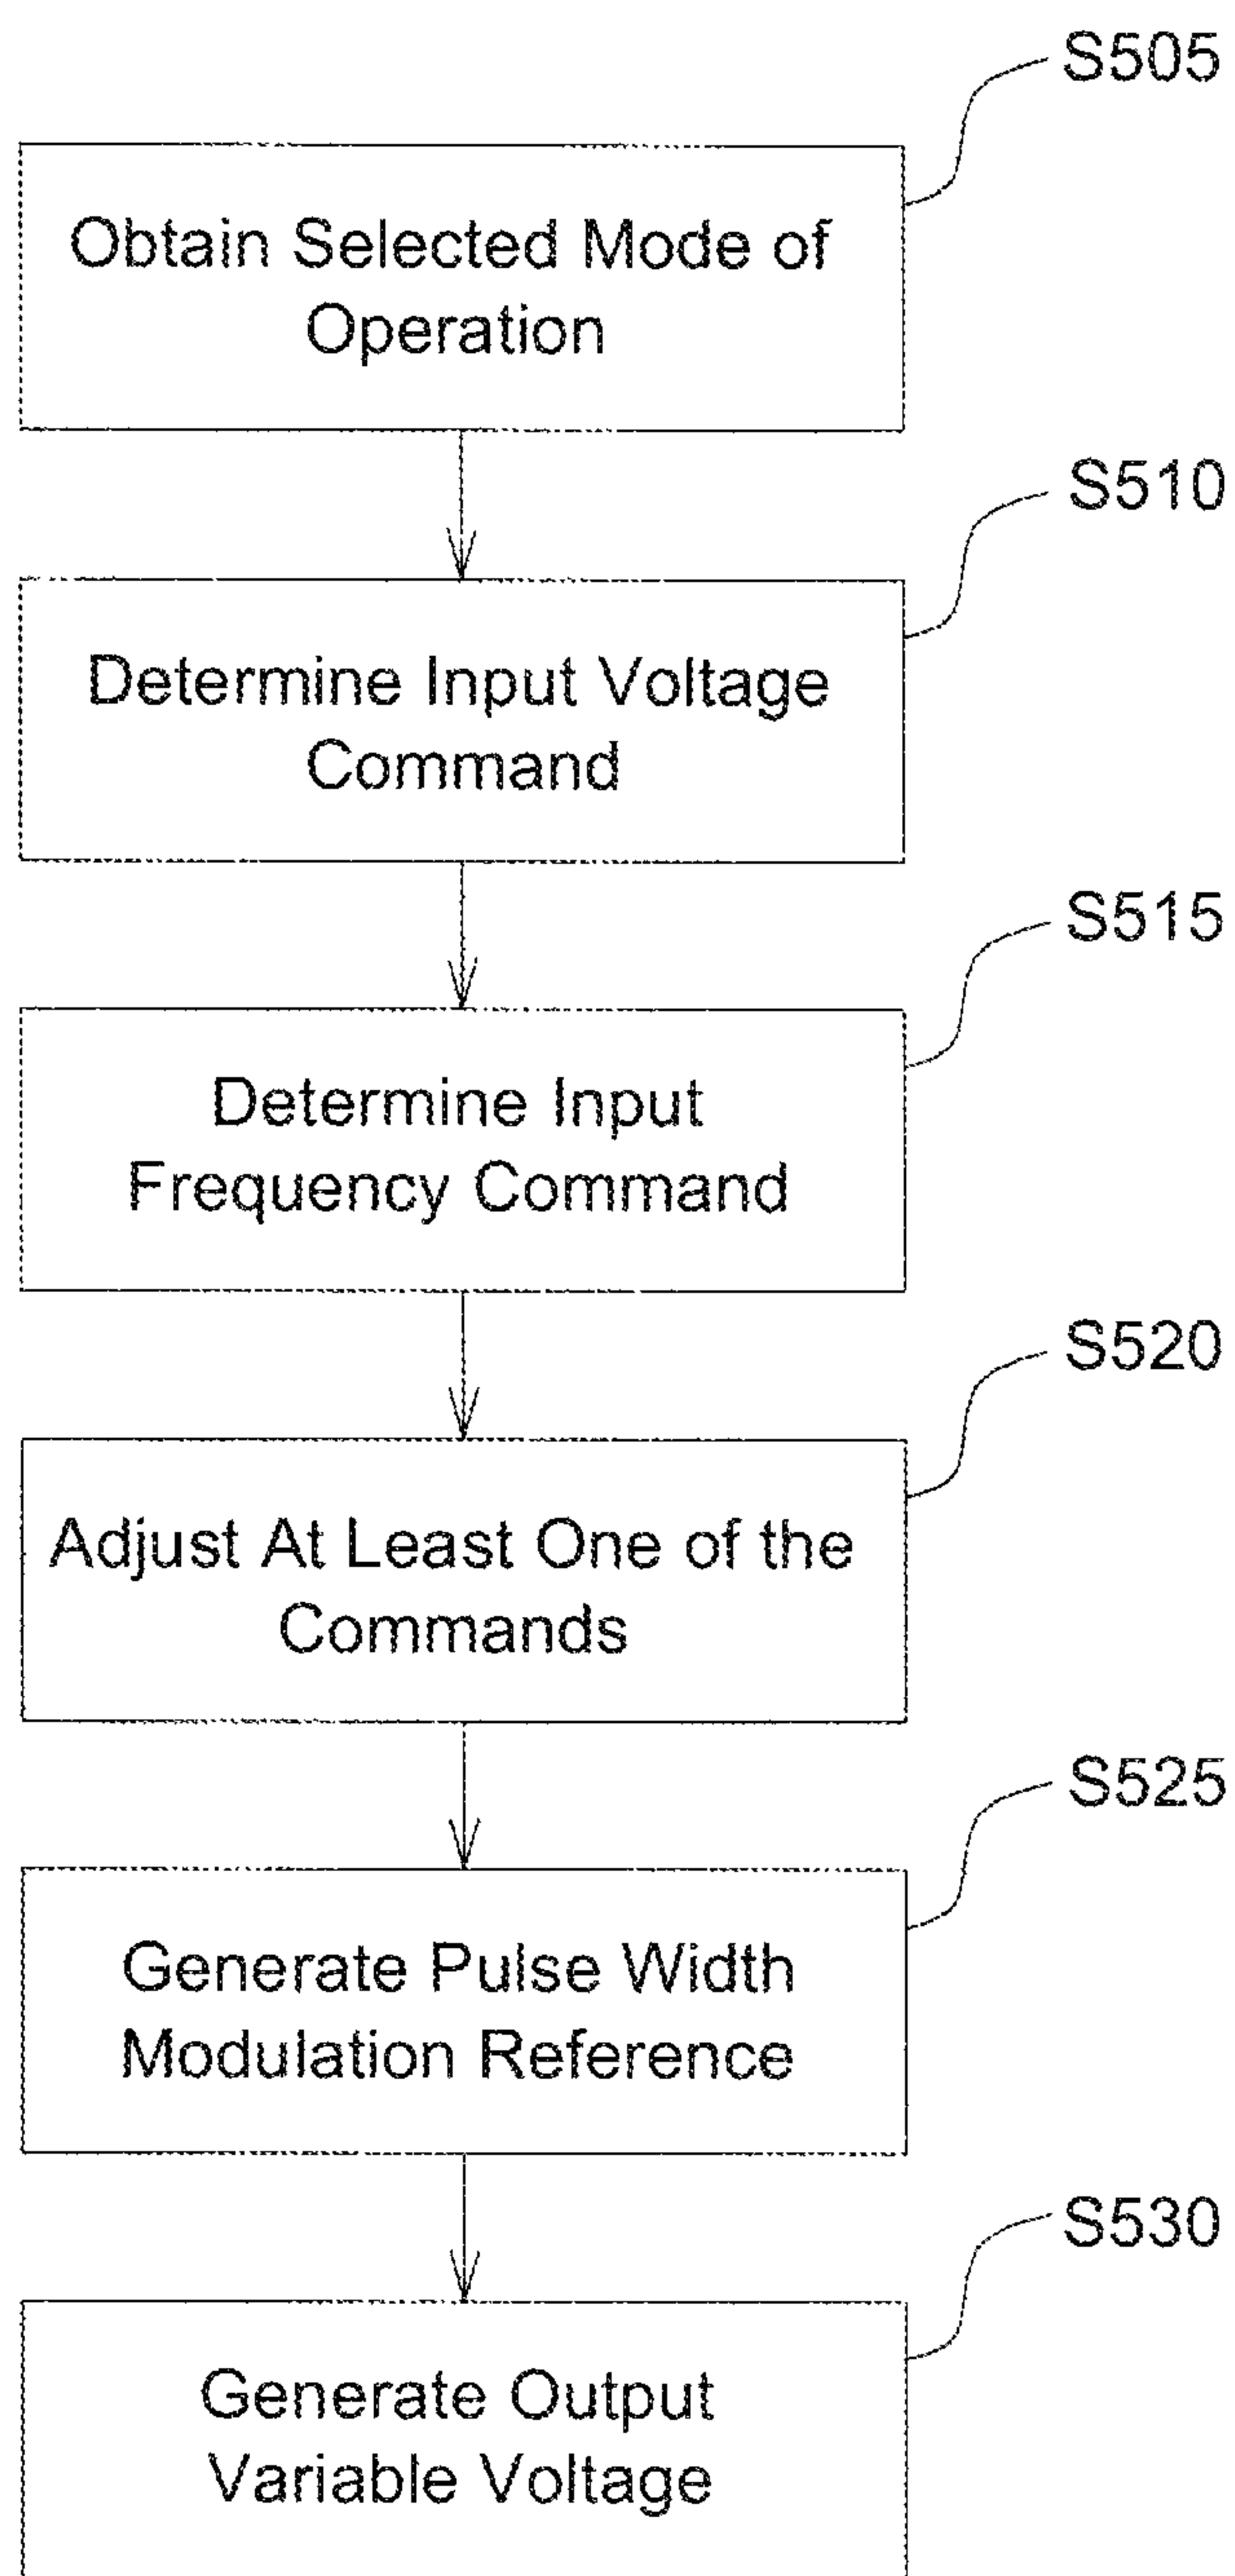 S505
Obtain Selected Mode of
Operation
S510
Determine Input Voltage
Command
S515
Determine Input
Frequency Command
S520
Adjust At Least One of the
Commands
S525
Generate Pulse Width
Modulation Reference
S530
Generate Output
Variable Voltage